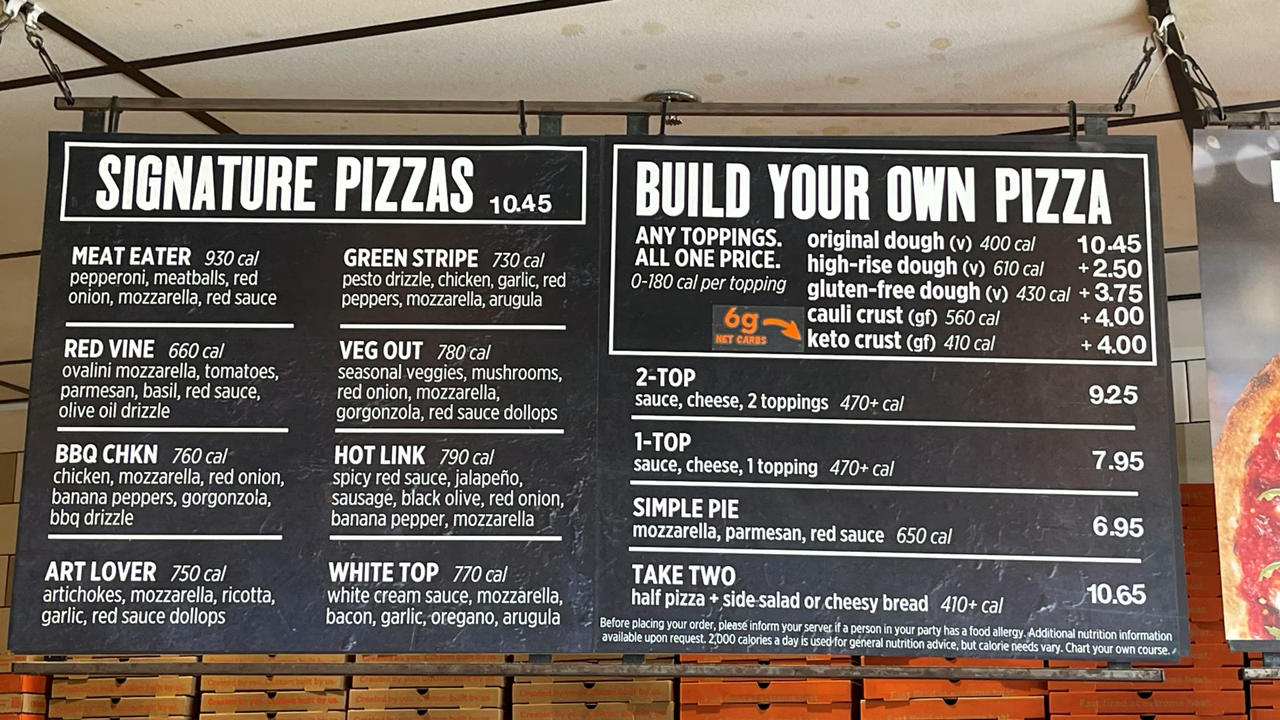 SIGNATURE PIZZAS 10.45
MEAT EATER 930 cal
pepperoni, meatballs, red
onion, mozzarella, red sauce
RED VINE 660 cal
ovalini mozzarella, tomatoes,
parmesan, basil, red sauce,
olive oil drizzle
BBQ CHKN 760 cal
chicken, mozzarella, red onion,
banana peppers, gorgonzola,
bbq drizzle
ART LOVER 750 cal
artichokes, mozzarella, ricotta,
garlic, red sauce dollops
GREEN STRIPE 730 cal
pesto drizzle, chicken, garlic, red
peppers, mozzarella, arugula
VEG OUT 780 cal
seasonal veggies, mushrooms,
red onion, mozzarella,
gorgonzola, red sauce dollops
HOT LINK 790 cal
spicy red sauce, jalapeño,
sausage, black olive, red onion,
banana pepper, mozzarella
WHITE TOP 770 cal
white cream sauce, mozzarella,
bacon, garlic, oregano, arugula
BUILD YOUR OWN PIZZA
ANY TOPPINGS.
ALL ONE PRICE.
0-180 cal per topping
original dough (v) 400 cal 10.45
high-rise dough (v) 610 cal +2.50
gluten-free dough (v) 430 cal +3.75
cauli crust (gf) 560 cal +4.00
6g
NET CARBS
keto crust (gf) 410 cal +4.00
2-TOP
sauce, cheese, 2 toppings 470+ cal 9.25
1-TOP
sauce, cheese, 1 topping 470+ cal 7.95
SIMPLE PIE
mozzarella, parmesan, red sauce 650 cal 6.95
TAKE TWO
half pizza + side salad or cheesy bread 410+ cal 10.65
Before placing your order, please inform your server if a person in your party has a food allergy. Additional nutrition information
available upon request. 2,000 calories a day is used for general nutrition advice, but calorie needs vary. Chart your own course.